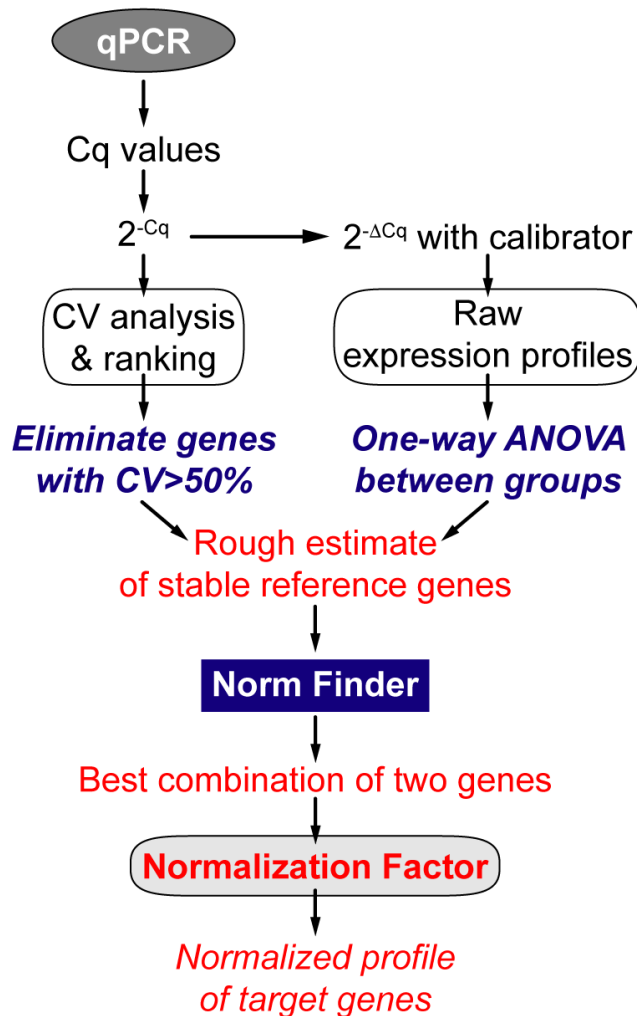 qPCR
Cq values
2^-Cq
2^-ΔCq with calibrator
CV analysis
& ranking
Raw
expression profiles
Eliminate genes
with CV>50%
One-way ANOVA
between groups
Rough estimate
of stable reference genes
Norm Finder
Best combination of two genes
Normalization Factor
Normalized profile
of target genes